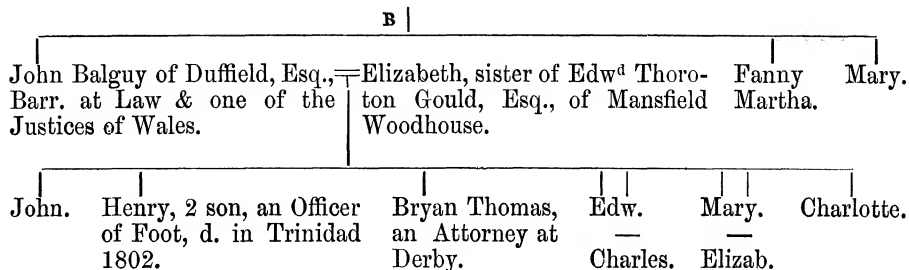 B
John Balguy of Duffield, Esq., Barr. at Law & one of the Justices of Wales.
Elizabeth, sister of Edwᵈ Thoro-
ton Gould, Esq., of Mansfield
Woodhouse.
Fanny
Martha.
Mary.
John.
Henry, 2 son, an Officer
of Foot, d. in Trinidad
1802.
Bryan Thomas,
an Attorney at
Derby.
Edw.
Charles.
Mary.
Elizab.
Charlotte.